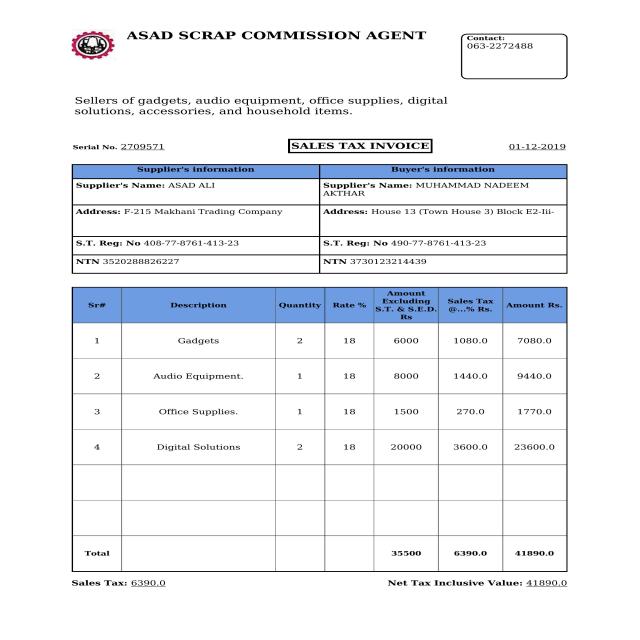 ASAD SCRAP COMMISSION AGENT
Contact:
063-2272488
Sellers of gadgets, audio equipment, office supplies, digital
solutions, accessories, and household items.
Serial No. 2709571 SALES TAX INVOICE 01-12-2019
Supplier's information Buyer's information
Supplier's Name: ASAD ALI Supplier's Name: MUHAMMAD NADEEM
AKTHAR
Address: F-215 Makhani Trading Company Address: House 13 (Town House 3) Block E2-Iii-
S.T. Reg: No 408-77-8761-413-23 S.T. Reg: No 490-77-8761-413-23
NTN 3520288826227 NTN 3730123214439
Sr# Description Quantity Rate % Amount Excluding S.T. & S.E.D. Rs Sales Tax @...% Rs. Amount Rs.
1 Gadgets 2 18 6000 1080.0 7080.0
2 Audio Equipment. 1 18 8000 1440.0 9440.0
3 Office Supplies. 1 18 1500 270.0 1770.0
4 Digital Solutions 2 18 20000 3600.0 23600.0
Total 35500 6390.0 41890.0
Sales Tax: 6390.0 Net Tax Inclusive Value: 41890.0